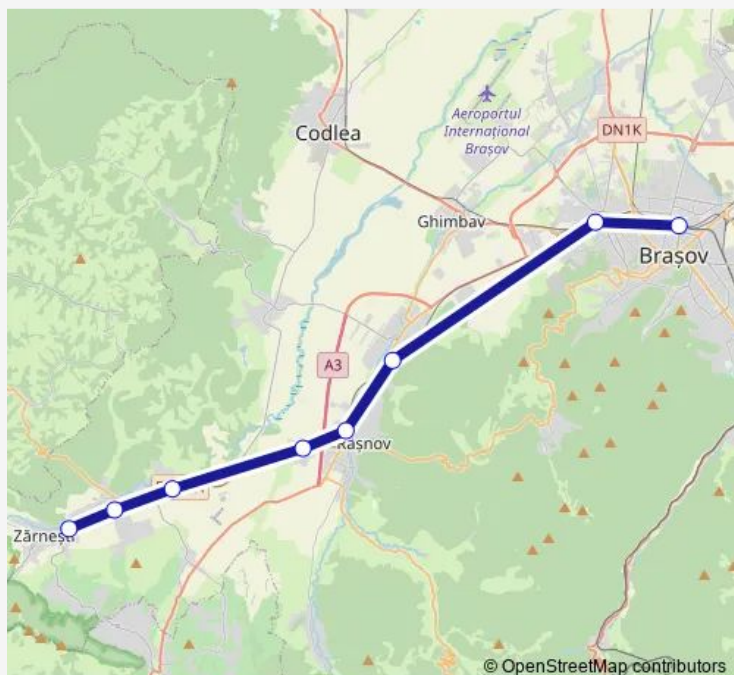 Codlea
Aeroportul
Internațional
Brașov
DN1K
Ghimbav
Brașov
A3
Râșnov
Zărnești
© OpenStreetMap contributors